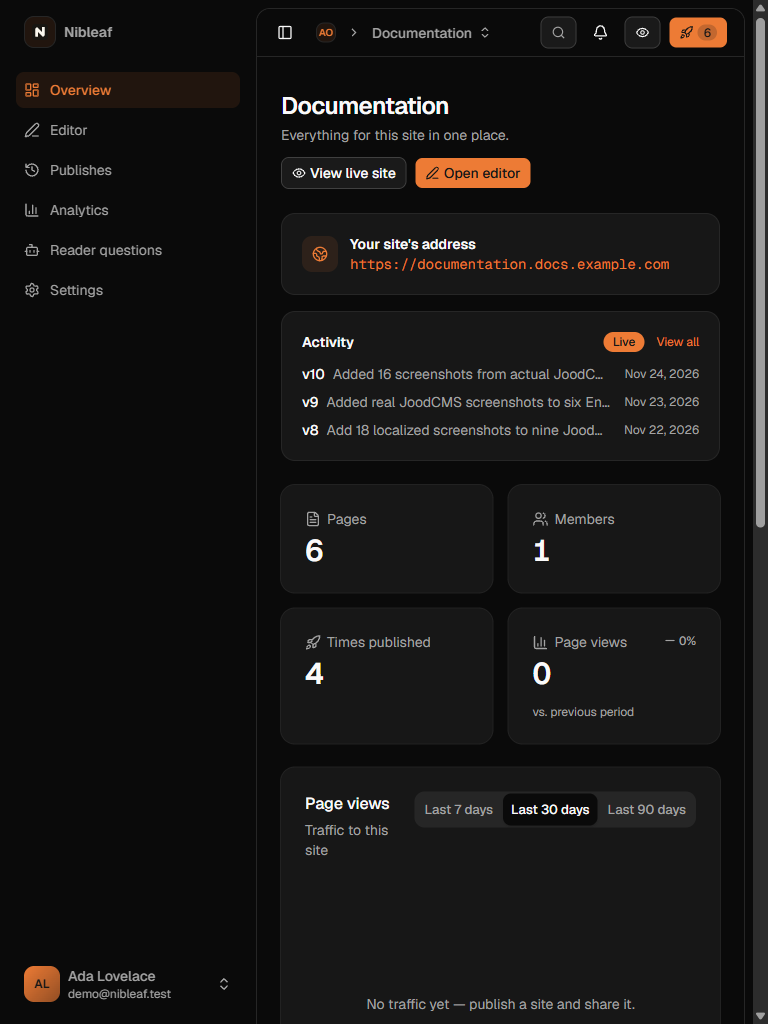 N Nibleaf
Overview
Editor
Publishes
Analytics
Reader questions
Settings
AL Ada Lovelace
demo@nibleaf.test
AO Documentation 6
Documentation
Everything for this site in one place.
View live site Open editor
Your site's address
https://documentation.docs.example.com
Activity Live View all
v10 Added 16 screenshots from actual JoodC... Nov 24, 2026
v9 Added real JoodCMS screenshots to six En... Nov 23, 2026
v8 Add 18 localized screenshots to nine Jood... Nov 22, 2026
Pages
6
Members
1
Times published
4
Page views — 0%
0
vs. previous period
Page views
Traffic to this
site
Last 7 days Last 30 days Last 90 days
No traffic yet — publish a site and share it.